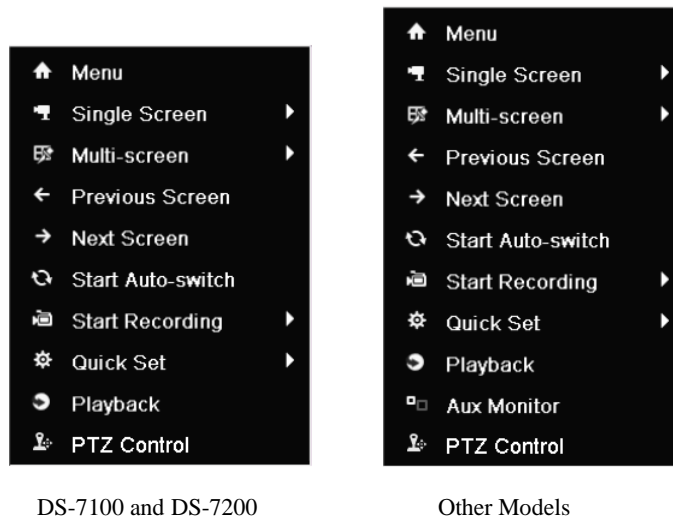 Menu
Single Screen
Multi-screen
Previous Screen
Next Screen
Start Auto-switch
Start Recording
Quick Set
Playback
PTZ Control
DS-7100 and DS-7200
Menu
Single Screen
Multi-screen
Previous Screen
Next Screen
Start Auto-switch
Start Recording
Quick Set
Playback
Aux Monitor
PTZ Control
Other Models